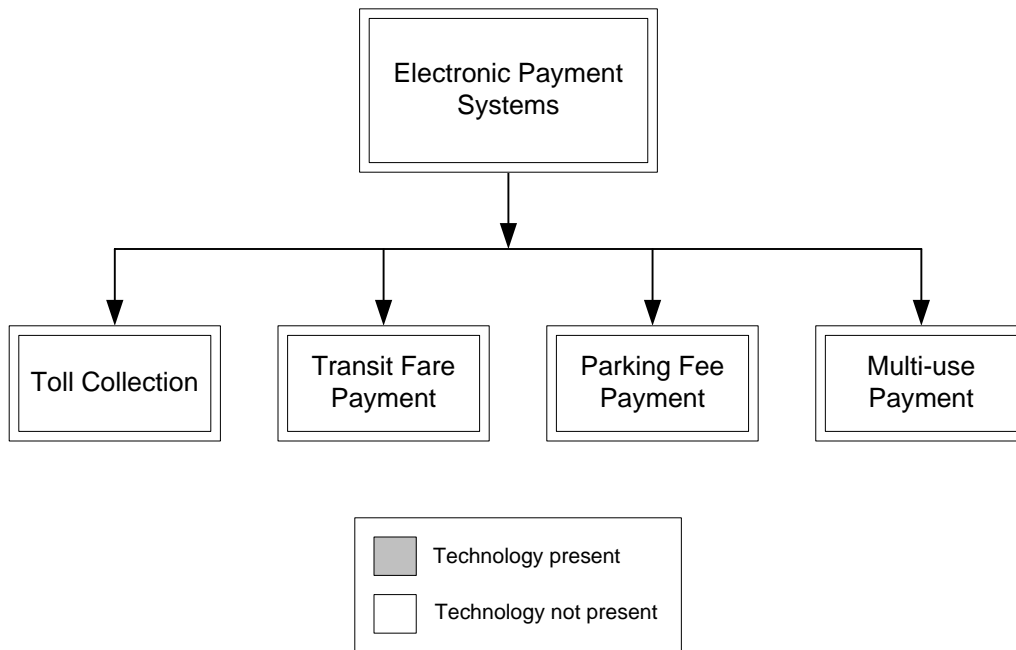 Electronic Payment
Systems
Toll Collection
Transit Fare
Payment
Parking Fee
Payment
Multi-use
Payment
Technology present
Technology not present